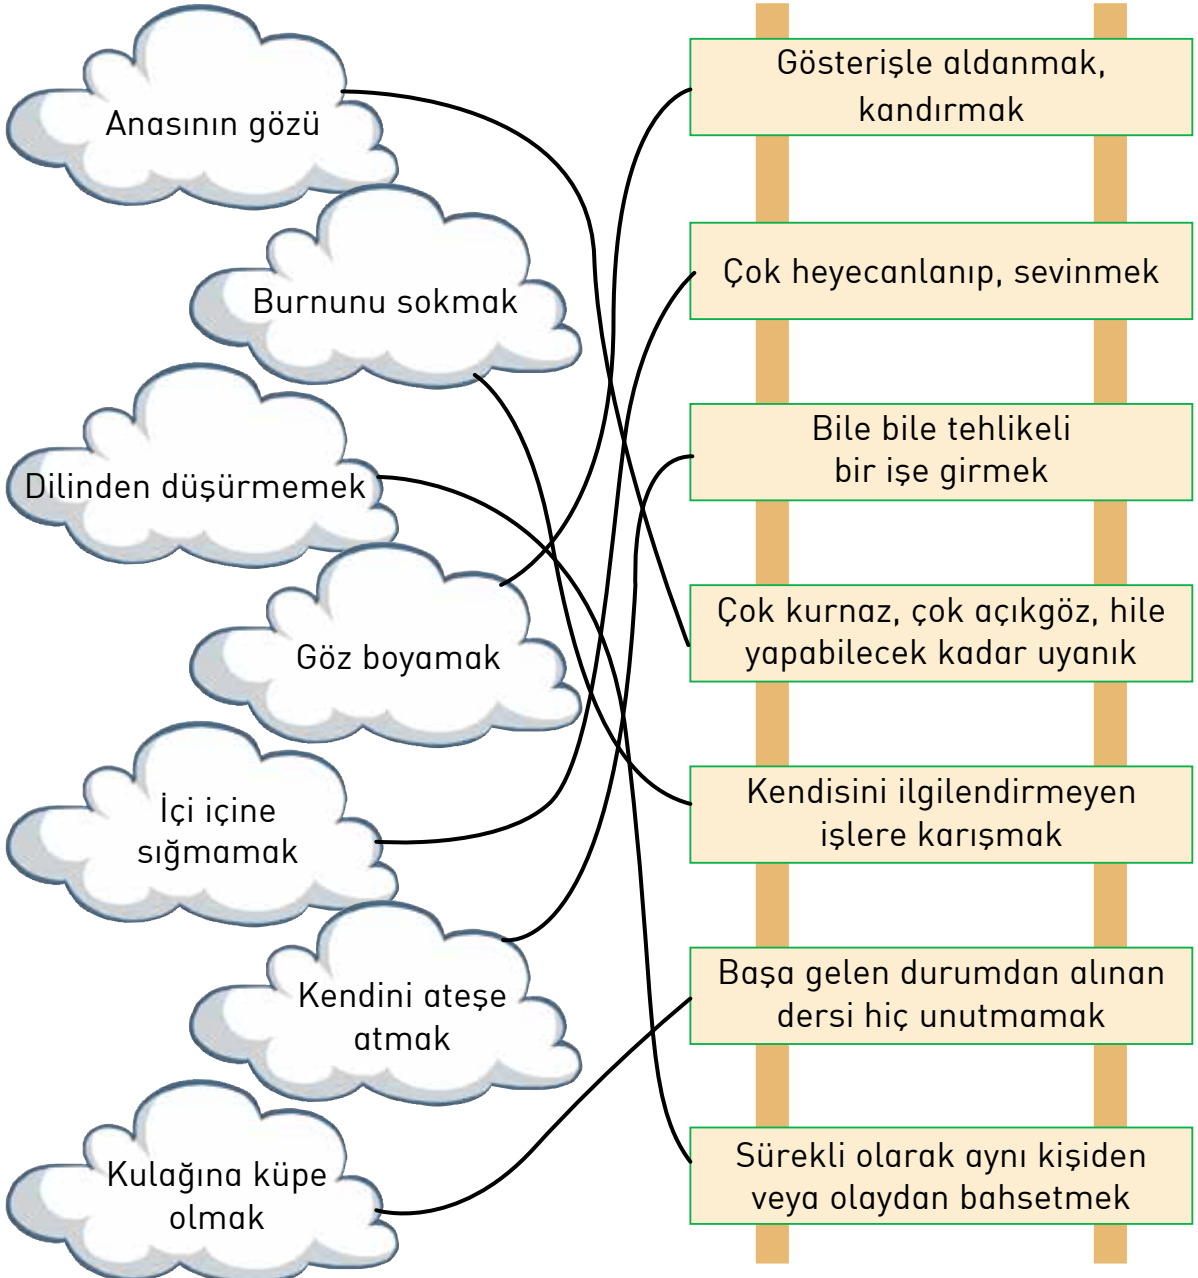 Anasının gözü
Burnunu sokmak
Dilinden düşürmemek
Göz boyamak
İçi içine
sığmamak
Kendini ateşe
atmak
Kulağına küpe
olmak
Gösterişle aldanmak,
kandırmak
Çok heyecanlanıp, sevinmek
Bile bile tehlikeli
bir işe girmek
Çok kurnaz, çok açıkgöz, hile
yapabilecek kadar uyanık
Kendisini ilgilendirmeyen
işlere karışmak
Başa gelen durumdan alınan
dersi hiç unutmamak
Sürekli olarak aynı kişiden
veya olaydan bahsetmek